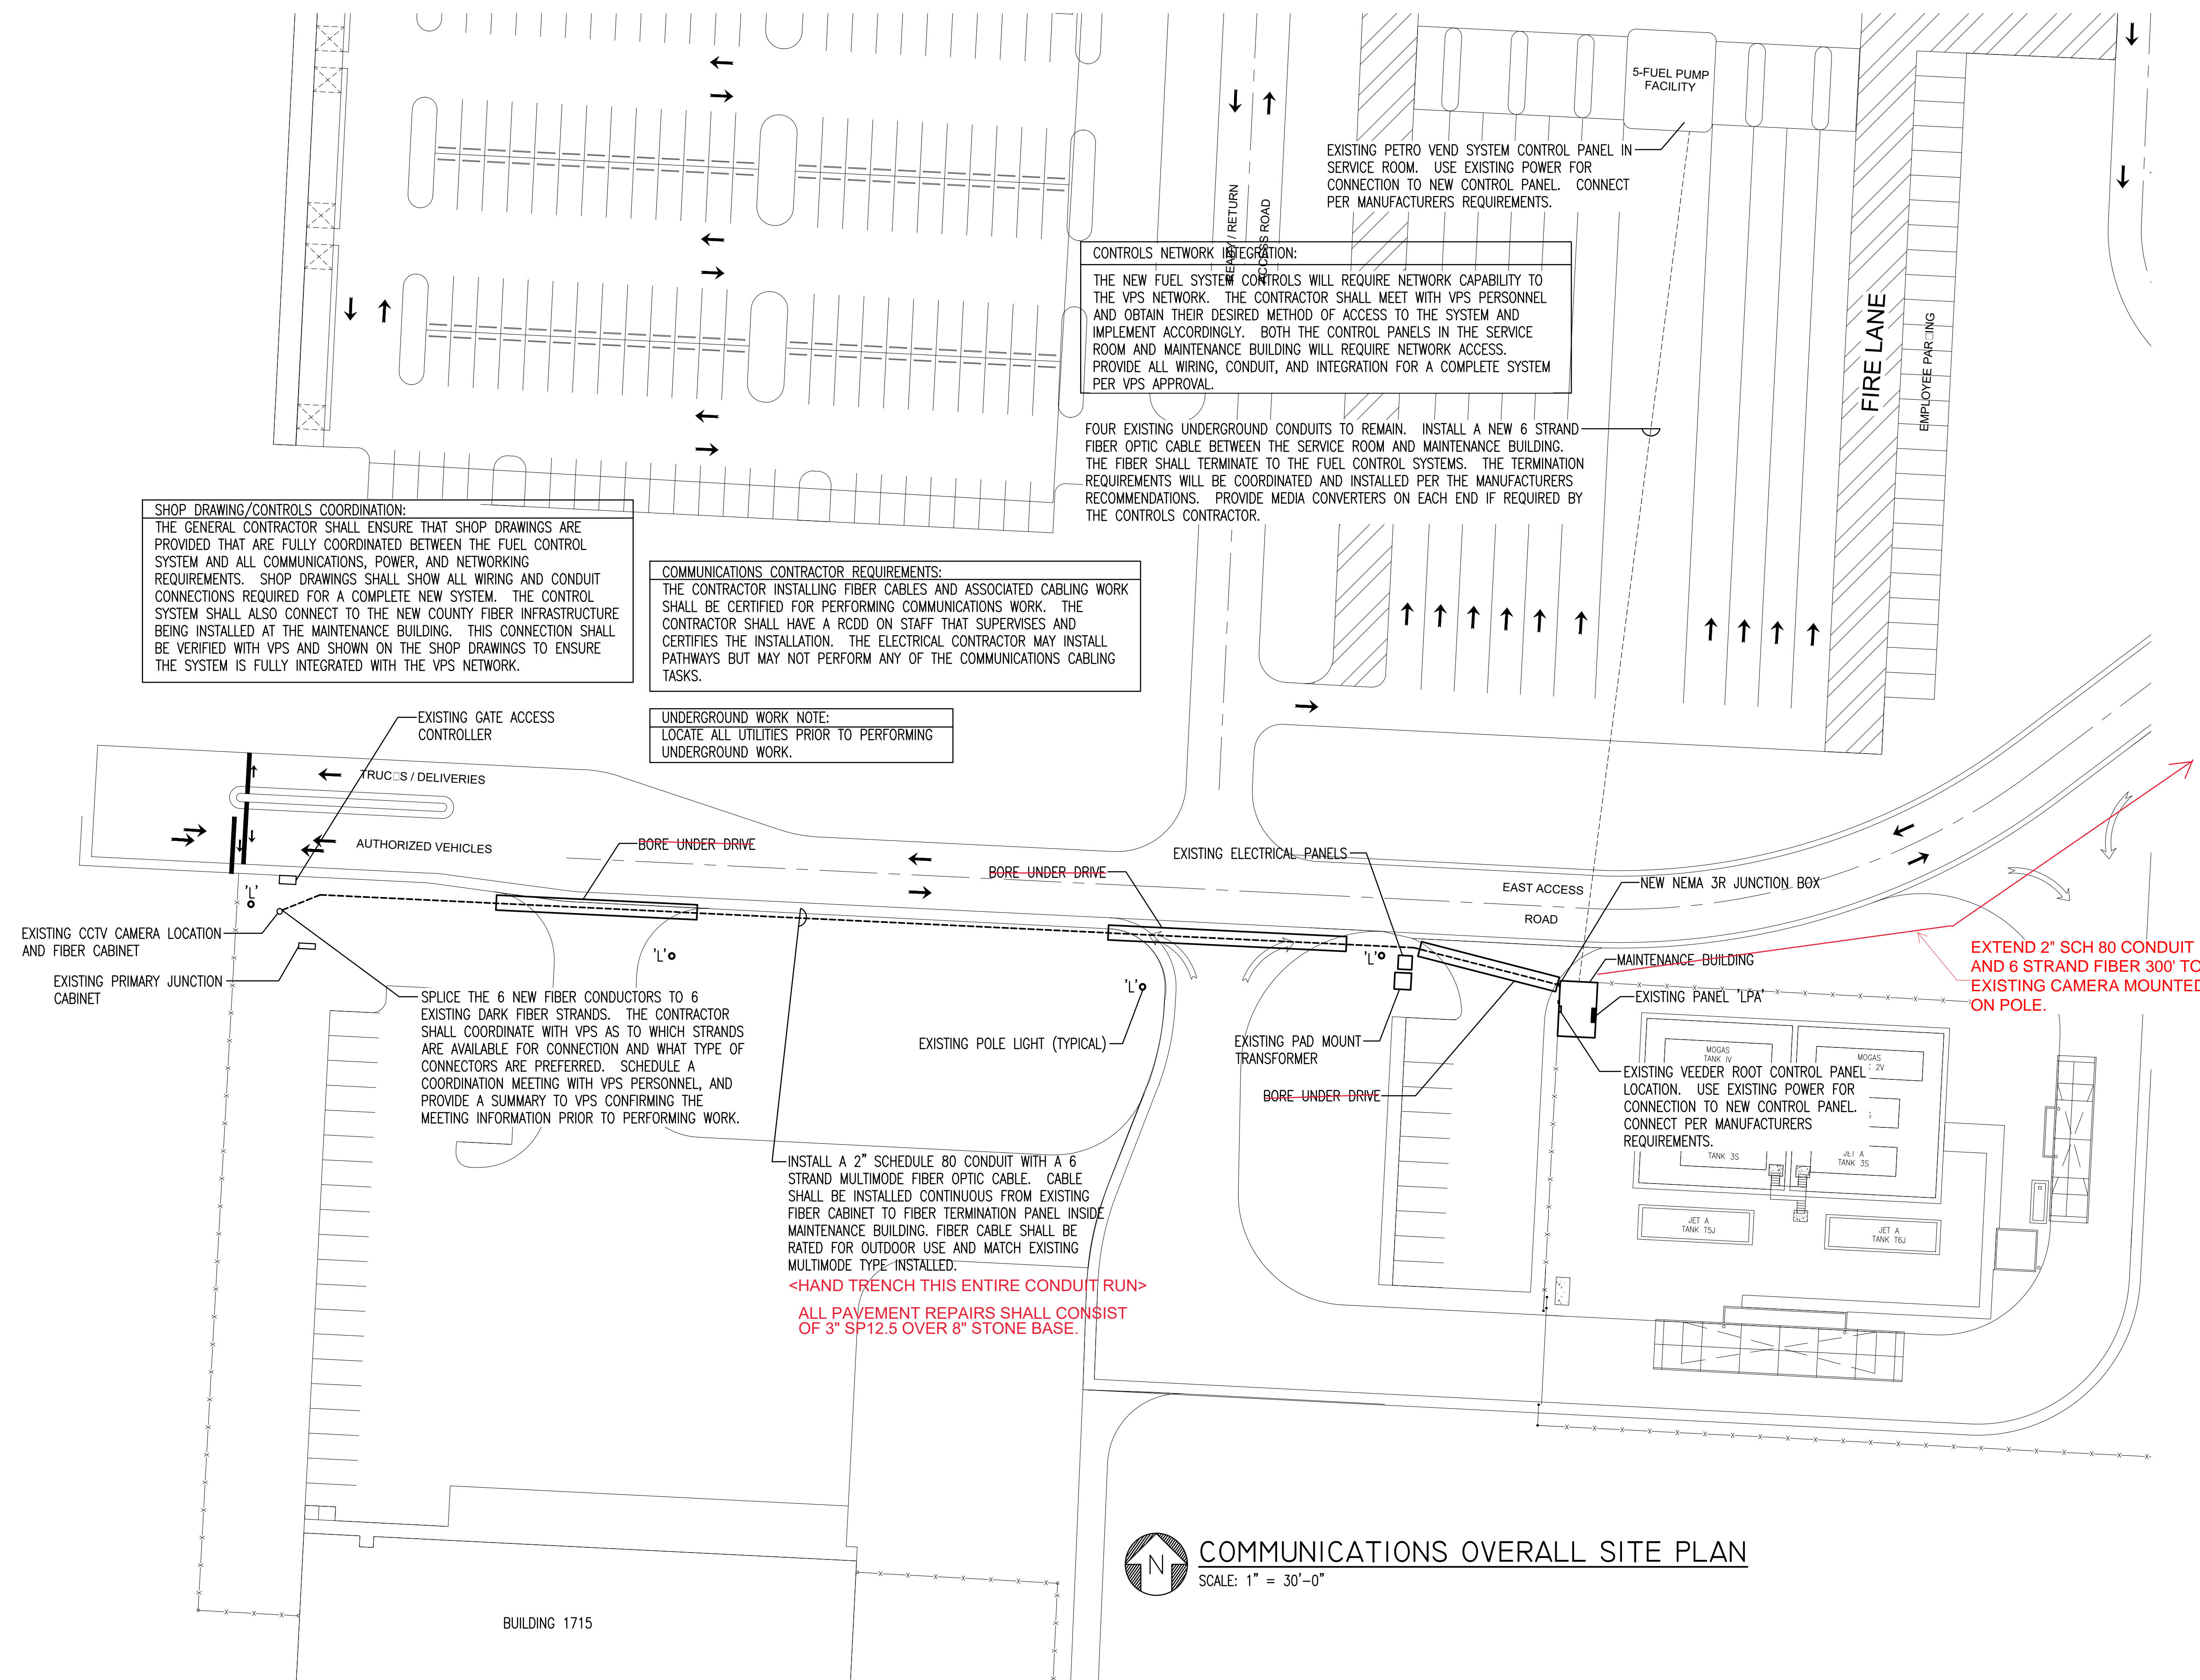 5-FUEL PUMP
FACILITY
EXISTING PETRO VEND SYSTEM CONTROL PANEL IN
SERVICE ROOM. USE EXISTING POWER FOR
CONNECTION TO NEW CONTROL PANEL. CONNECT
PER MANUFACTURERS REQUIREMENTS.
READY / RETURN
ACCESS ROAD
CONTROLS NETWORK INTEGRATION:
THE NEW FUEL SYSTEM CONTROLS WILL REQUIRE NETWORK CAPABILITY TO
THE VPS NETWORK. THE CONTRACTOR SHALL MEET WITH VPS PERSONNEL
AND OBTAIN THEIR DESIRED METHOD OF ACCESS TO THE SYSTEM AND
IMPLEMENT ACCORDINGLY. BOTH THE CONTROL PANELS IN THE SERVICE
ROOM AND MAINTENANCE BUILDING WILL REQUIRE NETWORK ACCESS.
PROVIDE ALL WIRING, CONDUIT, AND INTEGRATION FOR A COMPLETE SYSTEM
PER VPS APPROVAL.
FIRE LANE
EMPLOYEE PAR□ING
FOUR EXISTING UNDERGROUND CONDUITS TO REMAIN. INSTALL A NEW 6 STRAND
FIBER OPTIC CABLE BETWEEN THE SERVICE ROOM AND MAINTENANCE BUILDING.
THE FIBER SHALL TERMINATE TO THE FUEL CONTROL SYSTEMS. THE TERMINATION
REQUIREMENTS WILL BE COORDINATED AND INSTALLED PER THE MANUFACTURERS
RECOMMENDATIONS. PROVIDE MEDIA CONVERTERS ON EACH END IF REQUIRED BY
THE CONTROLS CONTRACTOR.
SHOP DRAWING/CONTROLS COORDINATION:
THE GENERAL CONTRACTOR SHALL ENSURE THAT SHOP DRAWINGS ARE
PROVIDED THAT ARE FULLY COORDINATED BETWEEN THE FUEL CONTROL
SYSTEM AND ALL COMMUNICATIONS, POWER, AND NETWORKING
REQUIREMENTS. SHOP DRAWINGS SHALL SHOW ALL WIRING AND CONDUIT
CONNECTIONS REQUIRED FOR A COMPLETE NEW SYSTEM. THE CONTROL
SYSTEM SHALL ALSO CONNECT TO THE NEW COUNTY FIBER INFRASTRUCTURE
BEING INSTALLED AT THE MAINTENANCE BUILDING. THIS CONNECTION SHALL
BE VERIFIED WITH VPS AND SHOWN ON THE SHOP DRAWINGS TO ENSURE
THE SYSTEM IS FULLY INTEGRATED WITH THE VPS NETWORK.
COMMUNICATIONS CONTRACTOR REQUIREMENTS:
THE CONTRACTOR INSTALLING FIBER CABLES AND ASSOCIATED CABLING WORK
SHALL BE CERTIFIED FOR PERFORMING COMMUNICATIONS WORK. THE
CONTRACTOR SHALL HAVE A RCDD ON STAFF THAT SUPERVISES AND
CERTIFIES THE INSTALLATION. THE ELECTRICAL CONTRACTOR MAY INSTALL
PATHWAYS BUT MAY NOT PERFORM ANY OF THE COMMUNICATIONS CABLING
TASKS.
UNDERGROUND WORK NOTE:
LOCATE ALL UTILITIES PRIOR TO PERFORMING
UNDERGROUND WORK.
EXISTING GATE ACCESS
CONTROLLER
TRUC□S / DELIVERIES
AUTHORIZED VEHICLES
BORE UNDER DRIVE
BORE UNDER DRIVE
EXISTING ELECTRICAL PANELS
EAST ACCESS
ROAD
NEW NEMA 3R JUNCTION BOX
'L'
EXISTING CCTV CAMERA LOCATION
AND FIBER CABINET
EXISTING PRIMARY JUNCTION
CABINET
'L'
'L'
'L'
MAINTENANCE BUILDING
EXISTING PANEL 'LPA'
EXTEND 2" SCH 80 CONDUIT
AND 6 STRAND FIBER 300' TO
EXISTING CAMERA MOUNTED
ON POLE.
SPLICE THE 6 NEW FIBER CONDUCTORS TO 6
EXISTING DARK FIBER STRANDS. THE CONTRACTOR
SHALL COORDINATE WITH VPS AS TO WHICH STRANDS
ARE AVAILABLE FOR CONNECTION AND WHAT TYPE OF
CONNECTORS ARE PREFERRED. SCHEDULE A
COORDINATION MEETING WITH VPS PERSONNEL, AND
PROVIDE A SUMMARY TO VPS CONFIRMING THE
MEETING INFORMATION PRIOR TO PERFORMING WORK.
EXISTING POLE LIGHT (TYPICAL)
EXISTING PAD MOUNT
TRANSFORMER
BORE UNDER DRIVE
MOGAS
TANK IV
MOGAS
2V
EXISTING VEEDER ROOT CONTROL PANEL
LOCATION. USE EXISTING POWER FOR
CONNECTION TO NEW CONTROL PANEL.
CONNECT PER MANUFACTURERS
REQUIREMENTS.
TANK 3S
JET A
TANK 3S
JET A
TANK T5J
JET A
TANK T6J
INSTALL A 2" SCHEDULE 80 CONDUIT WITH A 6
STRAND MULTIMODE FIBER OPTIC CABLE. CABLE
SHALL BE INSTALLED CONTINUOUS FROM EXISTING
FIBER CABINET TO FIBER TERMINATION PANEL INSIDE
MAINTENANCE BUILDING. FIBER CABLE SHALL BE
RATED FOR OUTDOOR USE AND MATCH EXISTING
MULTIMODE TYPE INSTALLED.
<HAND TRENCH THIS ENTIRE CONDUIT RUN>
ALL PAVEMENT REPAIRS SHALL CONSIST
OF 3" SP12.5 OVER 8" STONE BASE.
N
COMMUNICATIONS OVERALL SITE PLAN
SCALE: 1" = 30'-0"
BUILDING 1715